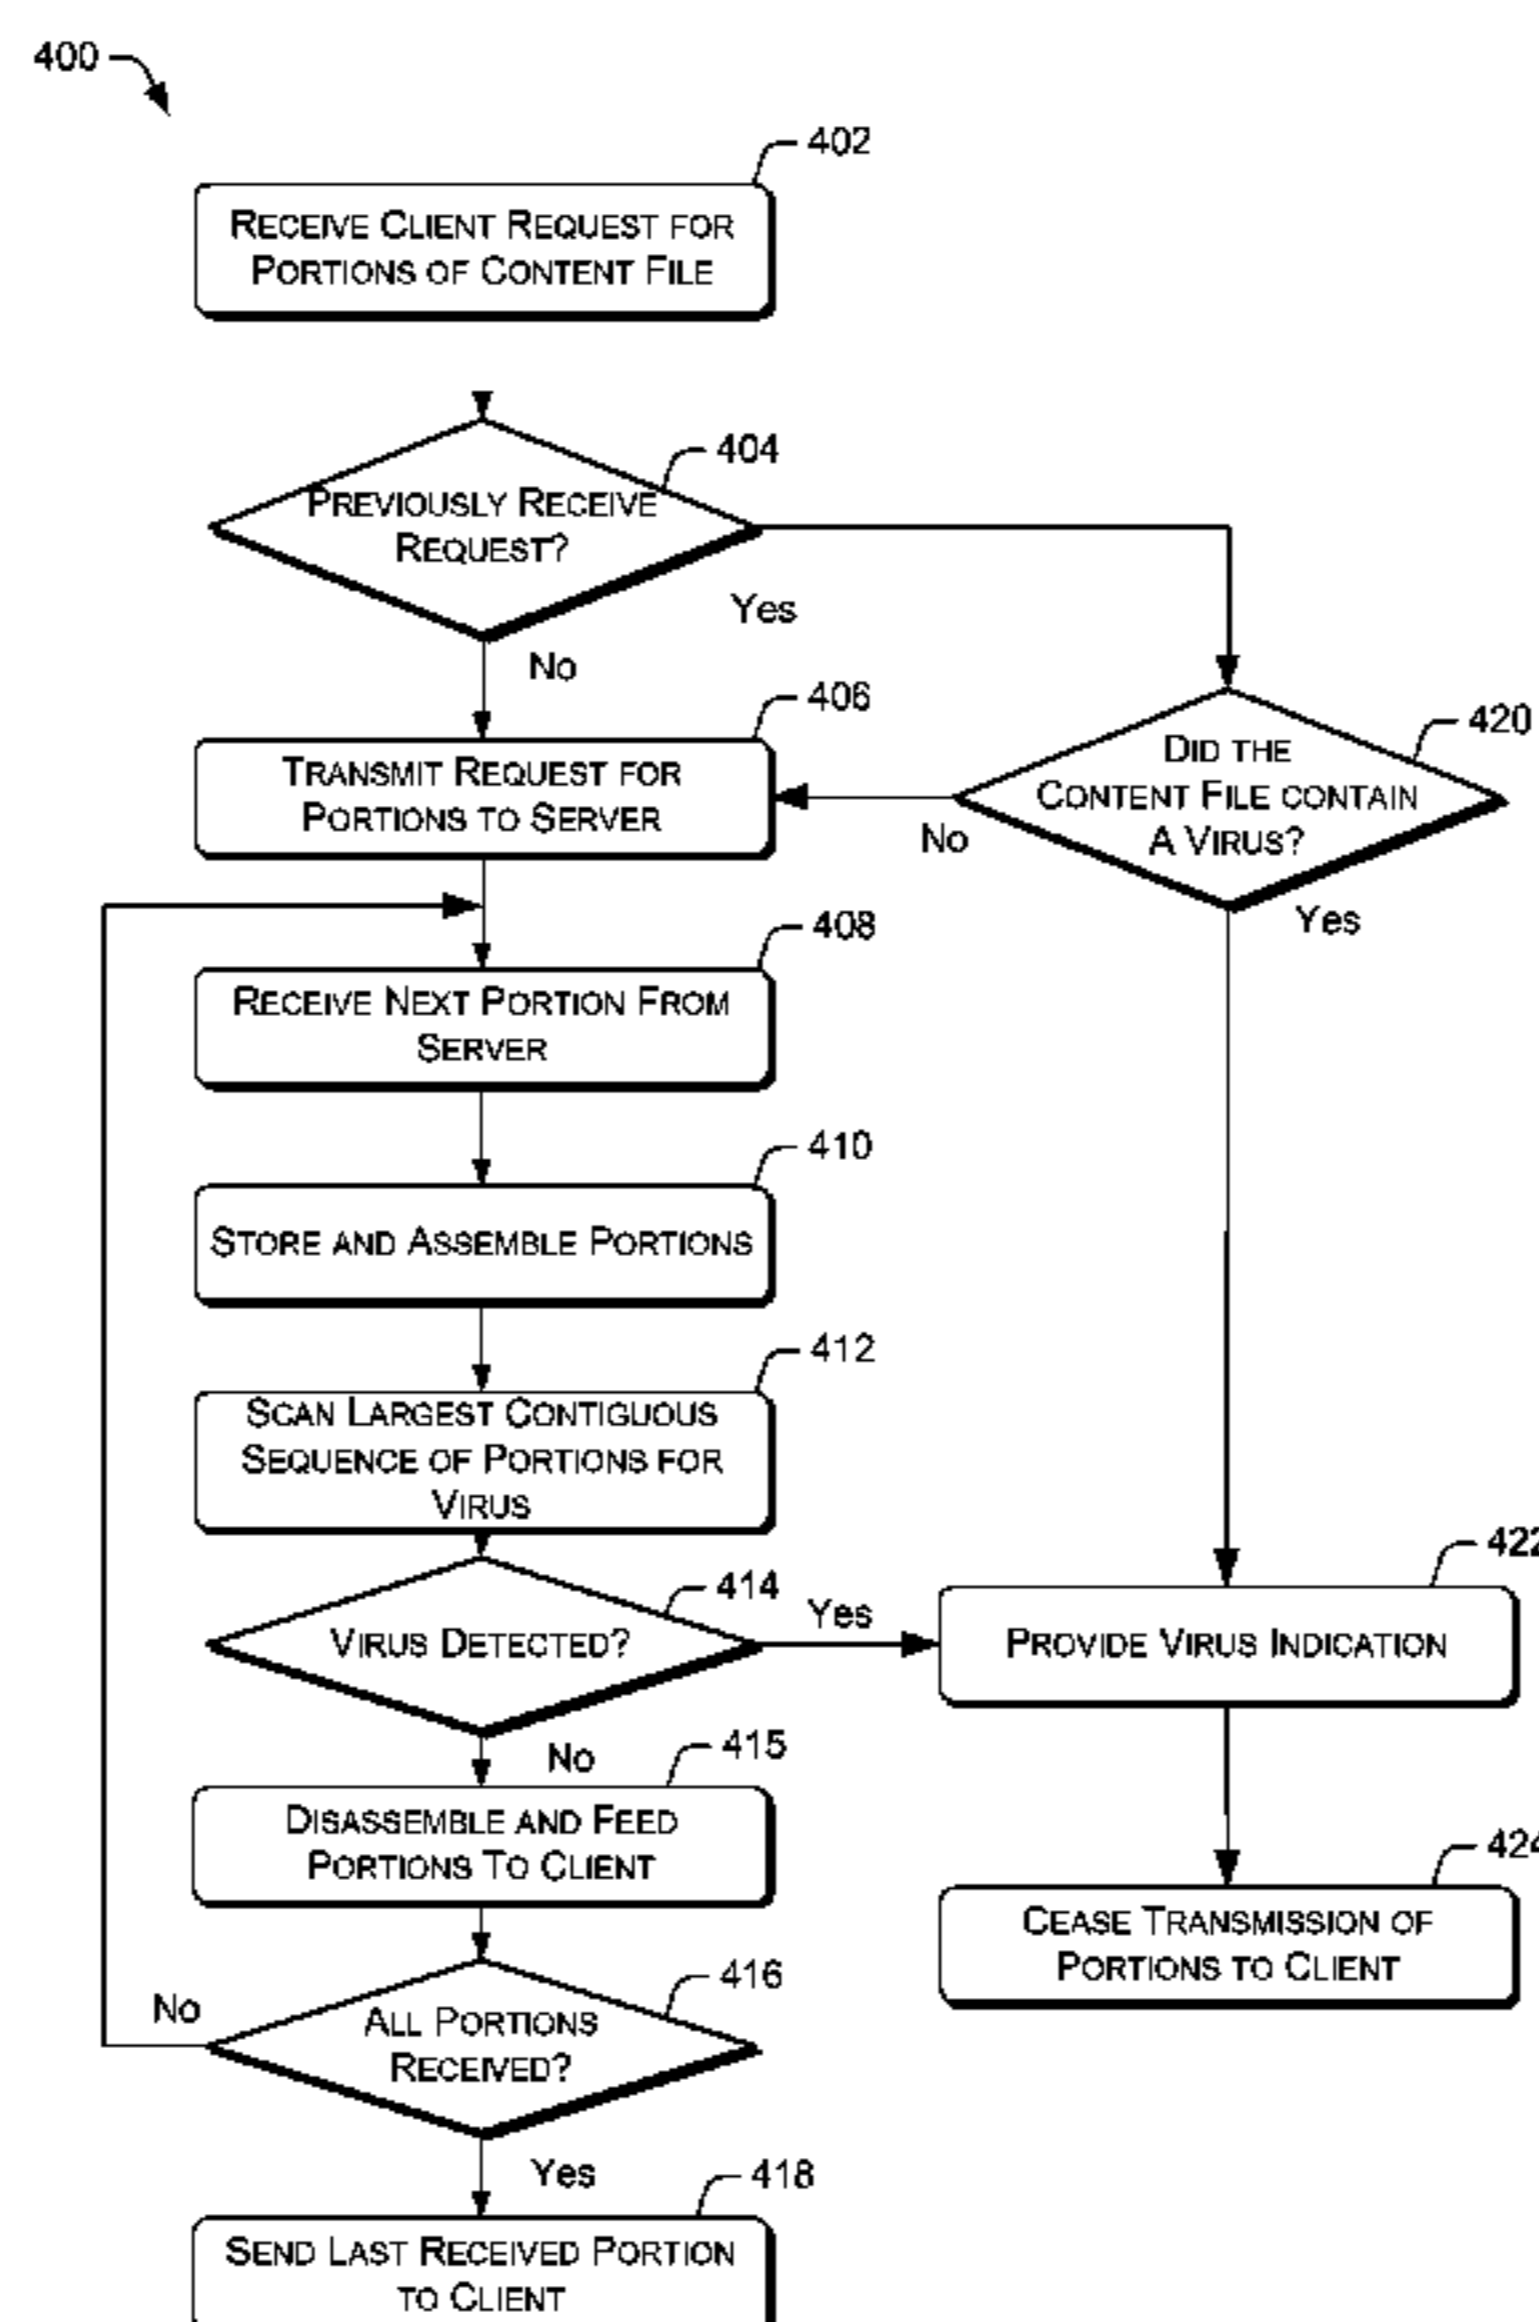 400
402
RECEIVE CLIENT REQUEST FOR
PORTIONS OF CONTENT FILE
404
PREVIOUSLY RECEIVE
REQUEST?
Yes
No
406
TRANSMIT REQUEST FOR
PORTIONS TO SERVER
420
DID THE
CONTENT FILE CONTAIN
A VIRUS?
No
Yes
408
RECEIVE NEXT PORTION FROM
SERVER
410
STORE AND ASSEMBLE PORTIONS
412
SCAN LARGEST CONTIGUOUS
SEQUENCE OF PORTIONS FOR
VIRUS
414
VIRUS DETECTED?
Yes
422
PROVIDE VIRUS INDICATION
No
415
DISASSEMBLE AND FEED
PORTIONS TO CLIENT
424
CEASE TRANSMISSION OF
PORTIONS TO CLIENT
416
No
ALL PORTIONS
RECEIVED?
Yes
418
SEND LAST RECEIVED PORTION
TO CLIENT